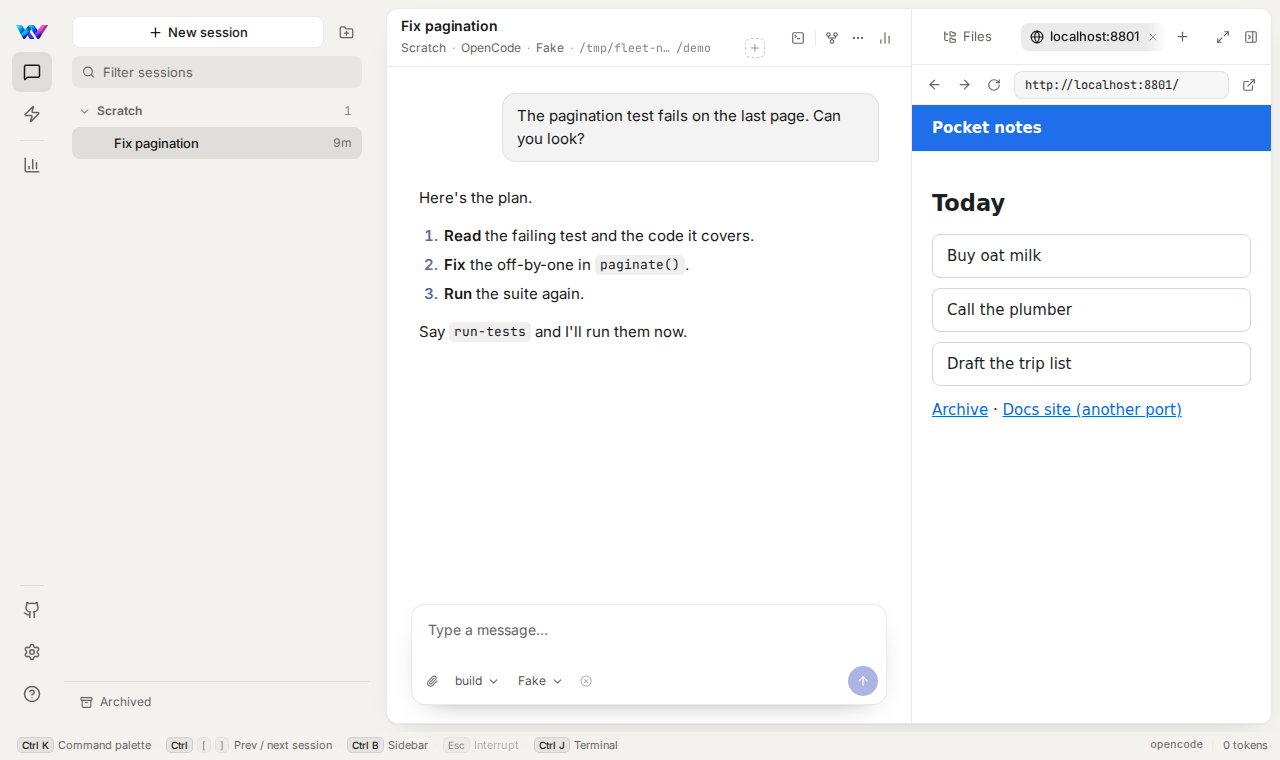 New session
Filter sessions
Scratch 1
Fix pagination 9m
Archived
Fix pagination
Scratch · OpenCode · Fake · /tmp/fleet-n… /demo
The pagination test fails on the last page. Can
you look?
Here's the plan.
1. Read the failing test and the code it covers.
2. Fix the off-by-one in paginate().
3. Run the suite again.
Say run-tests and I'll run them now.
Type a message...
build Fake
Files localhost:8801
http://localhost:8801/
Pocket notes
Today
Buy oat milk
Call the plumber
Draft the trip list
Archive · Docs site (another port)
Ctrl K Command palette Ctrl [ ] Prev / next session Ctrl B Sidebar Esc Interrupt Ctrl J Terminal opencode 0 tokens